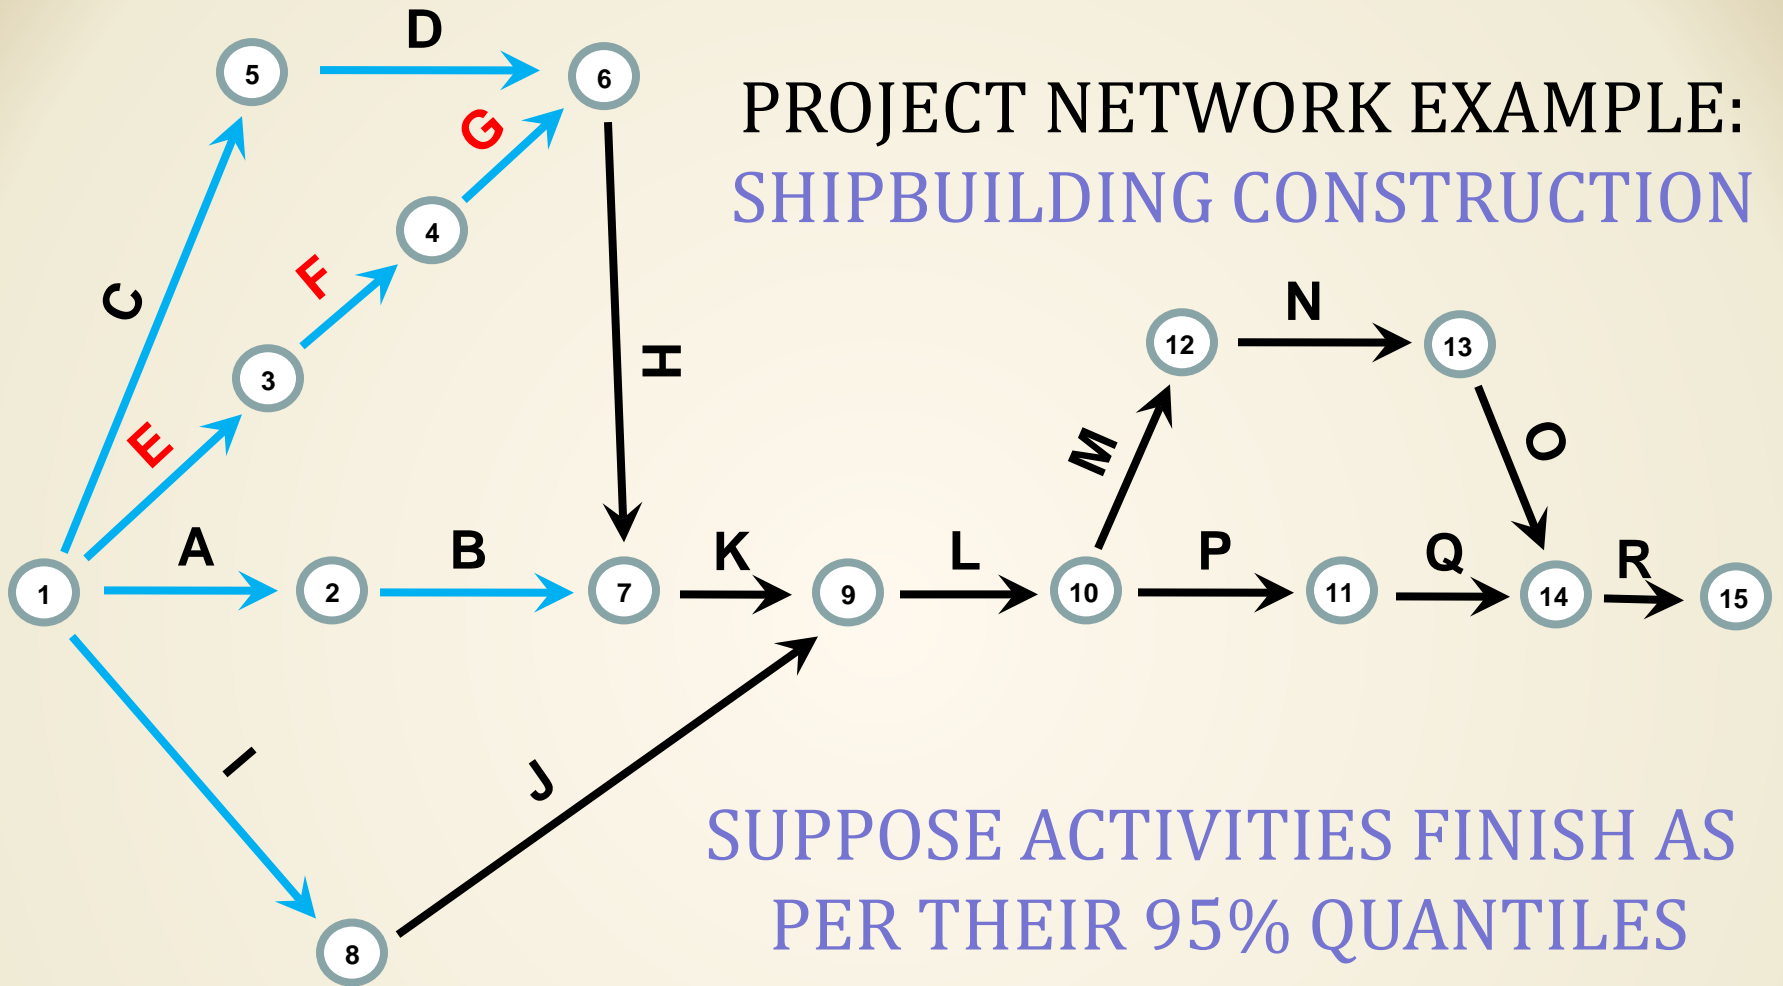 D
5
6
PROJECT NETWORK EXAMPLE:
G
SHIPBUILDING CONSTRUCTION
4
F
C
N
12
13
H
3
E
M
O
A
B
K
L
P
Q
R
1
2
7
9
10
11
14
15
I
J
SUPPOSE ACTIVITIES FINISH AS
PER THEIR 95% QUANTILES
8